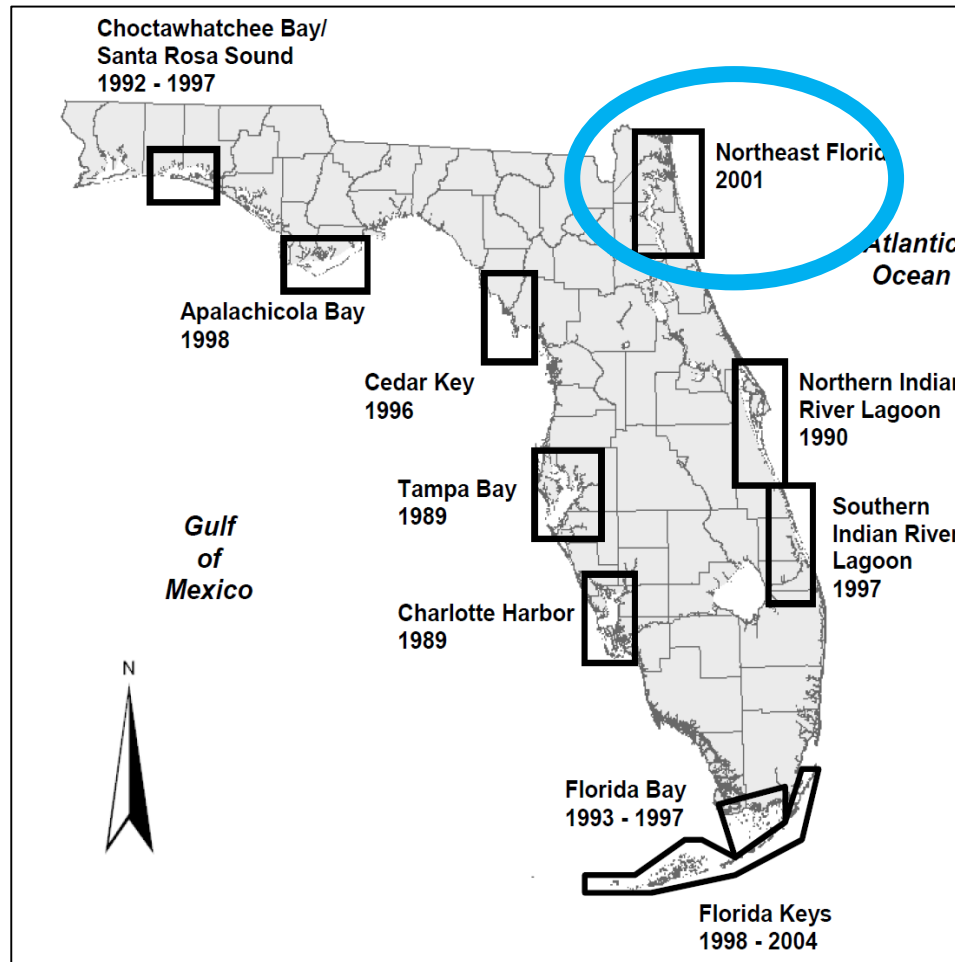 Choctawhatchee Bay/
Santa Rosa Sound
1992 - 1997
Northeast Florid
2001
Atlantic
Ocean
Apalachicola Bay
1998
Cedar Key
1996
Northern Indian
River Lagoon
1990
Tampa Bay
1989
Southern
Indian River
Lagoon
1997
Gulf
of
Mexico
Charlotte Harbor
1989
N
Florida Bay
1993 - 1997
Florida Keys
1998 - 2004